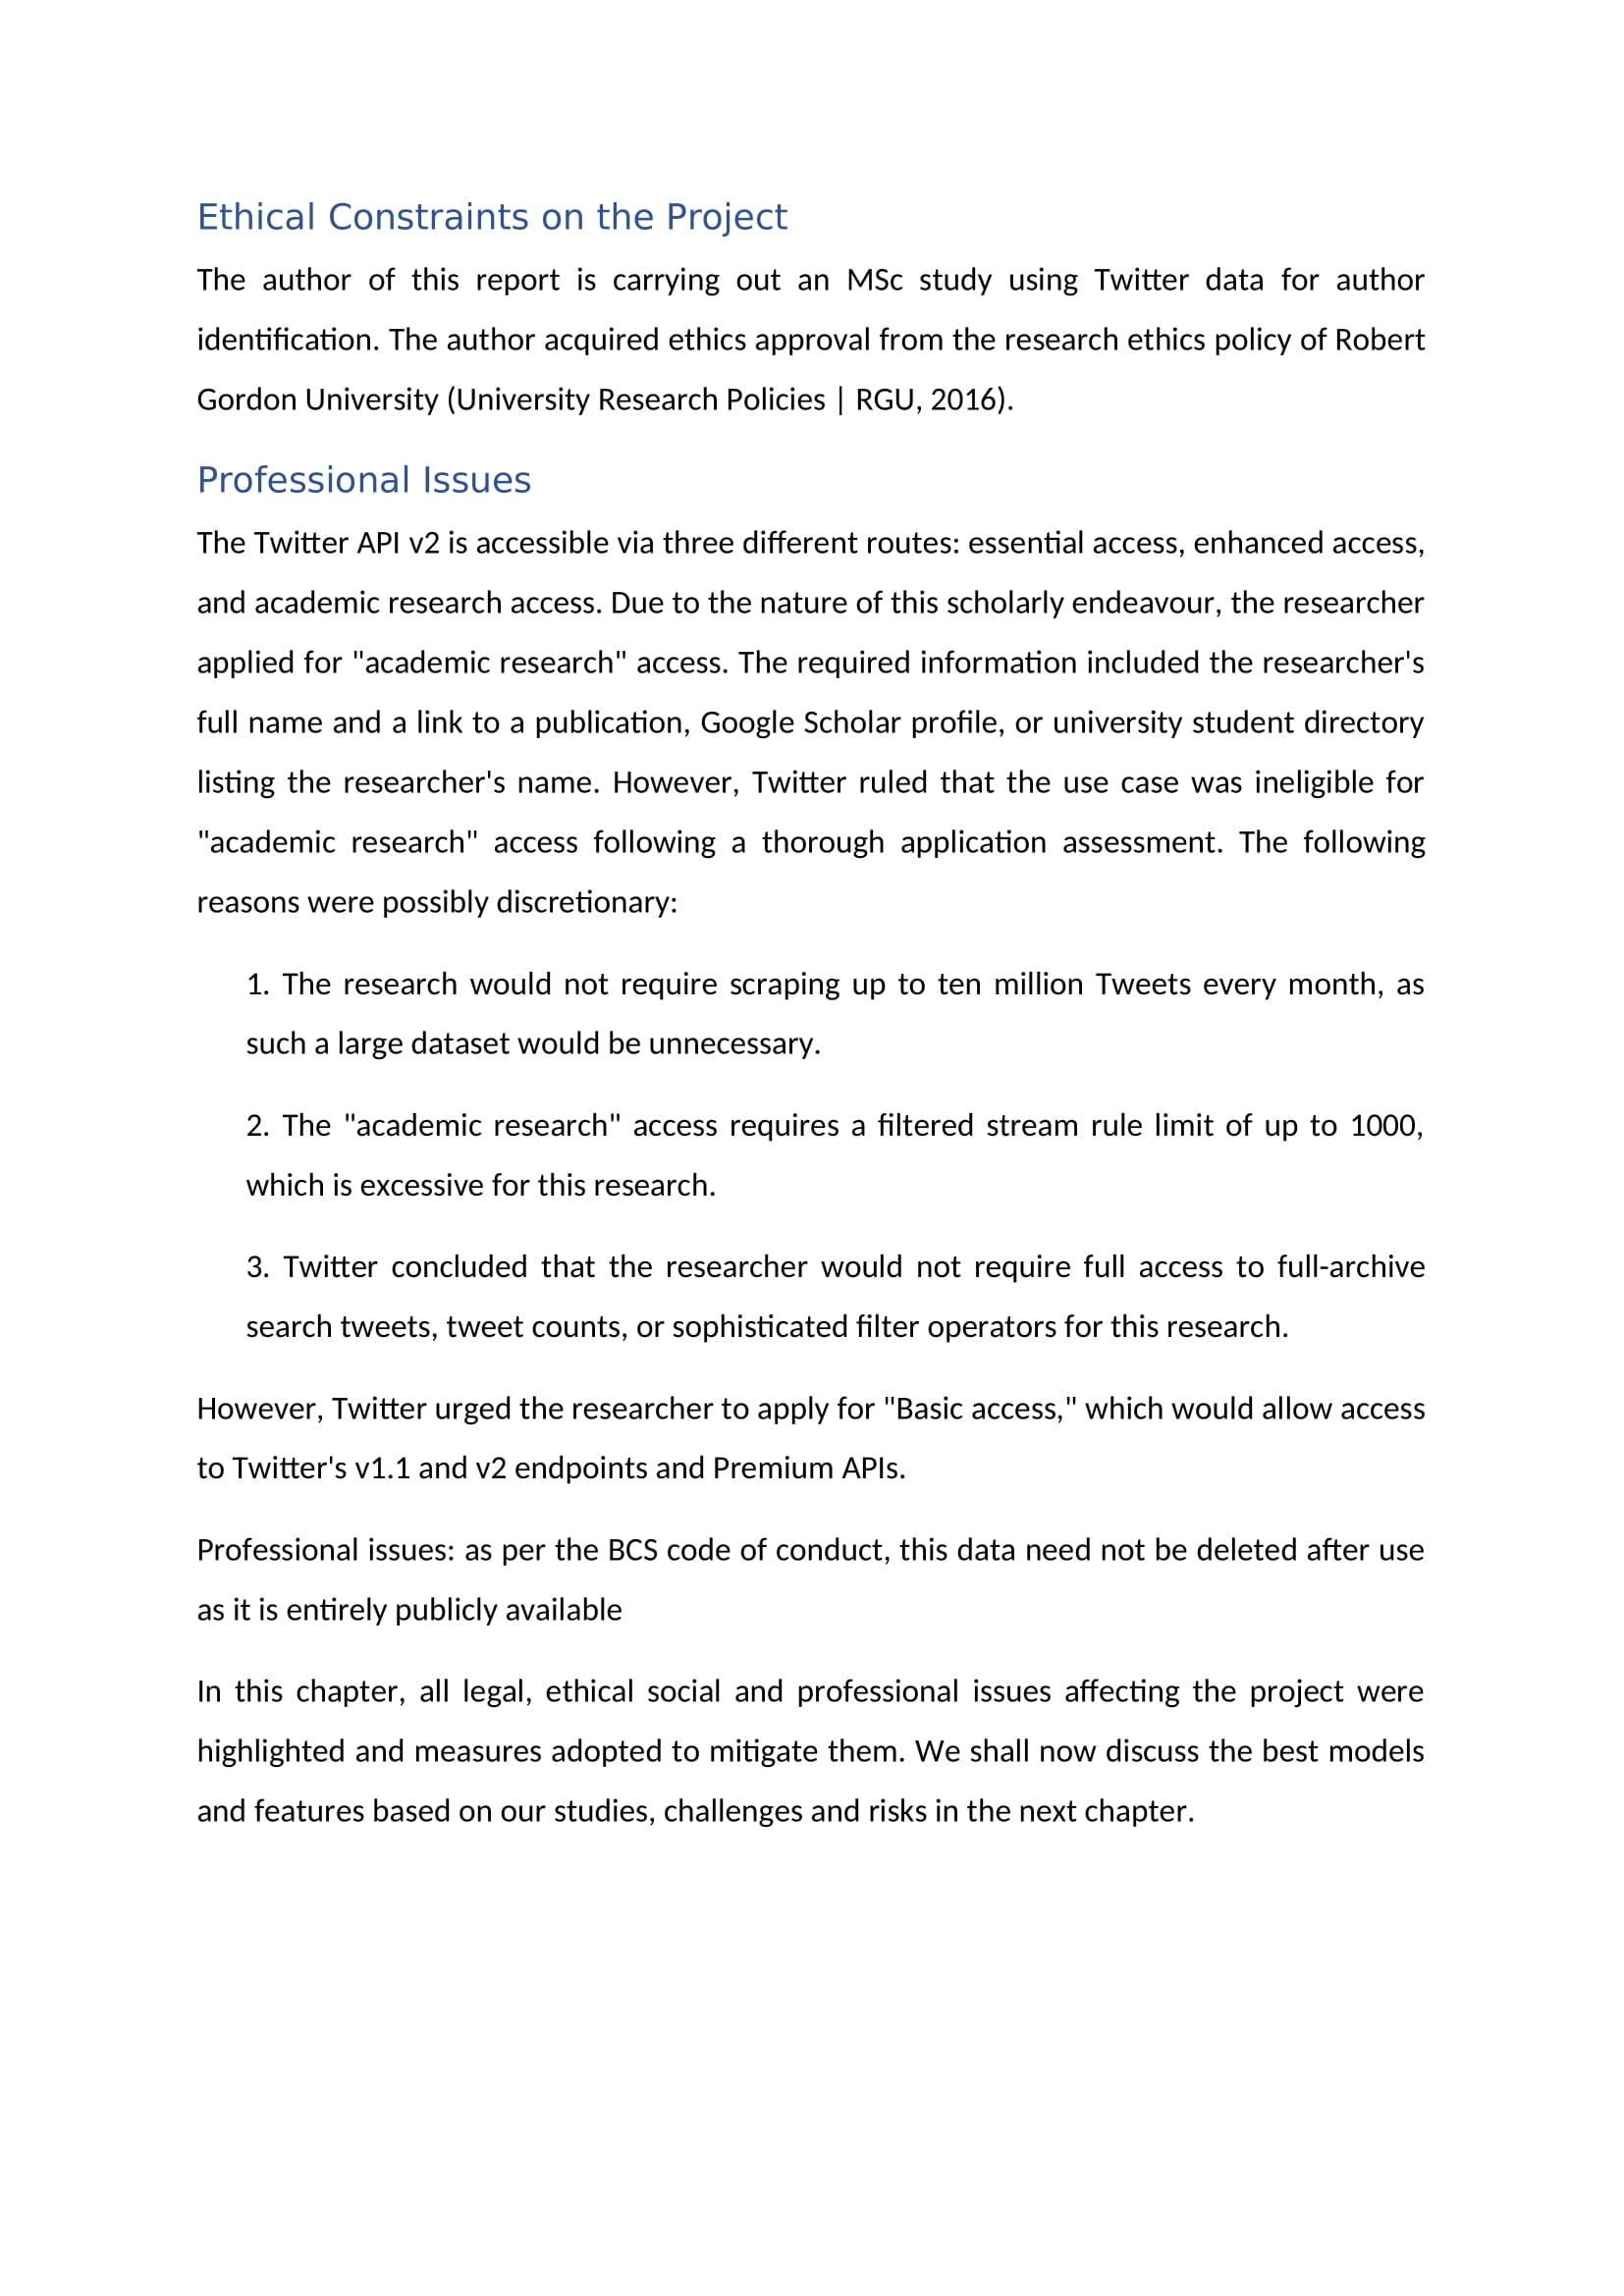 Ethical Constraints on the Project
The author of this report is carrying out an MSc study using Twitter data for author
identification. The author acquired ethics approval from the research ethics policy of Robert
Gordon University (University Research Policies | RGU, 2016).
Professional Issues
The Twitter API v2 is accessible via three different routes: essential access, enhanced access,
and academic research access. Due to the nature of this scholarly endeavour, the researcher
applied for "academic research" access. The required information included the researcher's
full name and a link to a publication, Google Scholar profile, or university student directory
listing the researcher's name. However, Twitter ruled that the use case was ineligible for
"academic research" access following a thorough application assessment. The following
reasons were possibly discretionary:
1. The research would not require scraping up to ten million Tweets every month, as
such a large dataset would be unnecessary.
2. The "academic research" access requires a filtered stream rule limit of up to 1000,
which is excessive for this research.
3. Twitter concluded that the researcher would not require full access to full-archive
search tweets, tweet counts, or sophisticated filter operators for this research.
However, Twitter urged the researcher to apply for "Basic access," which would allow access
to Twitter's v1.1 and v2 endpoints and Premium APIs.
Professional issues: as per the BCS code of conduct, this data need not be deleted after use
as it is entirely publicly available
In this chapter, all legal, ethical social and professional issues affecting the project were
highlighted and measures adopted to mitigate them. We shall now discuss the best models
and features based on our studies, challenges and risks in the next chapter.